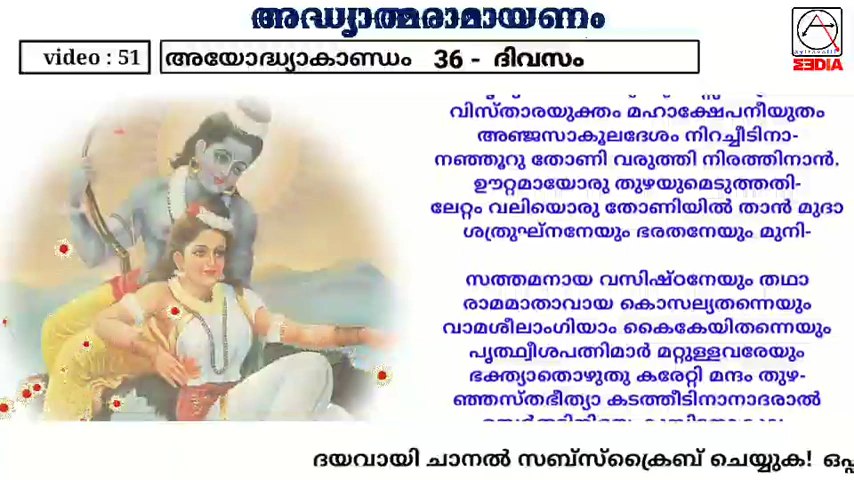 അദ്ധ്യാത്മരാമായണം
video : 51
അയോദ്ധ്യാകാണ്ഡം 36 - ദിവസം
MEDIA
വിസ്താരയുക്തം മഹാക്ഷേപനീയുതം
അഞ്ജസാകൂലദേശം നിറച്ചീടിനാ-
നഞ്ഞൂറു തോണി വരുത്തി നിരത്തിനാൻ.
ഊറ്റമായോരു തുഴയുമെടുത്തതി-
ലേറ്റം വലിയൊരു തോണിയിൽ താൻ മുദാ
ശത്രുഘ്നനേയും ഭരതനേയും മുനി-
സത്തമനായ വസിഷ്ഠനേയും തഥാ
രാമമാതാവായ കൌസല്യതന്നെയും
വാമശീലാംഗിയാം കൈകേയിതന്നെയും
പൃത്ഥ്വീശപത്നിമാർ മറ്റുള്ളവരേയും
ഭക്ത്യാതൊഴുതു കരേറ്റി മന്ദം തുഴ-
ഞ്ഞസ്തഭീത്യാ കടത്തീടിനാനാദരാൽ
ദയവായി ചാനൽ സബ്സ്ക്രൈബ് ചെയ്യുക!